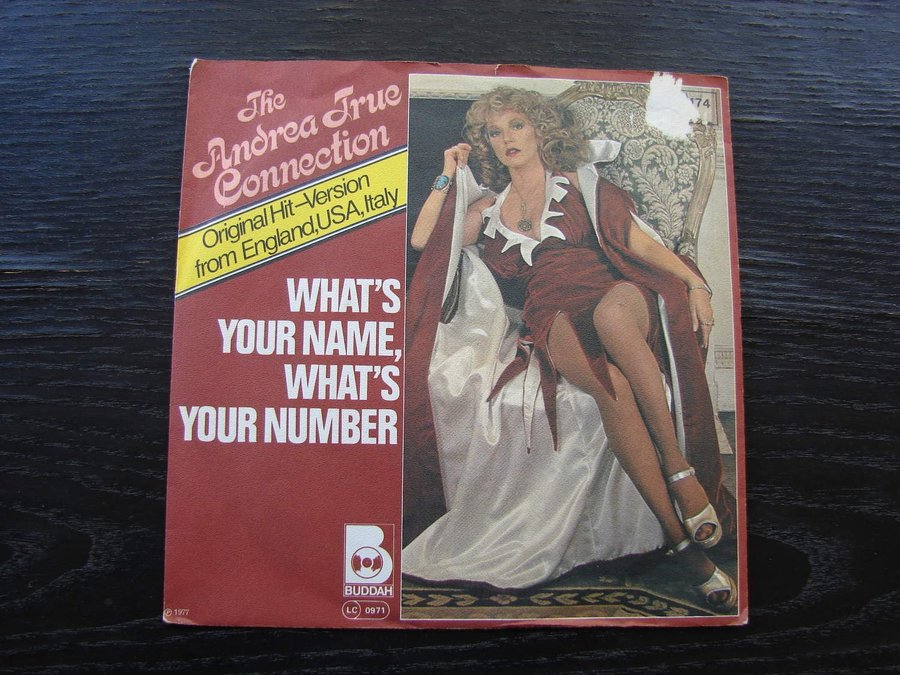 The
Andrea True
Connection
Original Hit-Version
from England,USA,Italy
WHAT'S
YOUR NAME,
WHAT'S
YOUR NUMBER
B
BUDDAH
LC 0971
℗ 1977
174